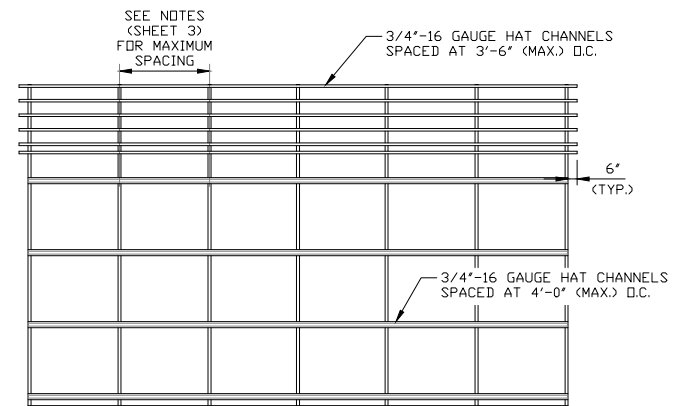 SEE NOTES
(SHEET 3)
FOR MAXIMUM
SPACING
3/4"-16 GAUGE HAT CHANNELS
SPACED AT 3'-6" (MAX.) O.C.
6"
(TYP.)
3/4"-16 GAUGE HAT CHANNELS
SPACED AT 4'-0" (MAX.) O.C.